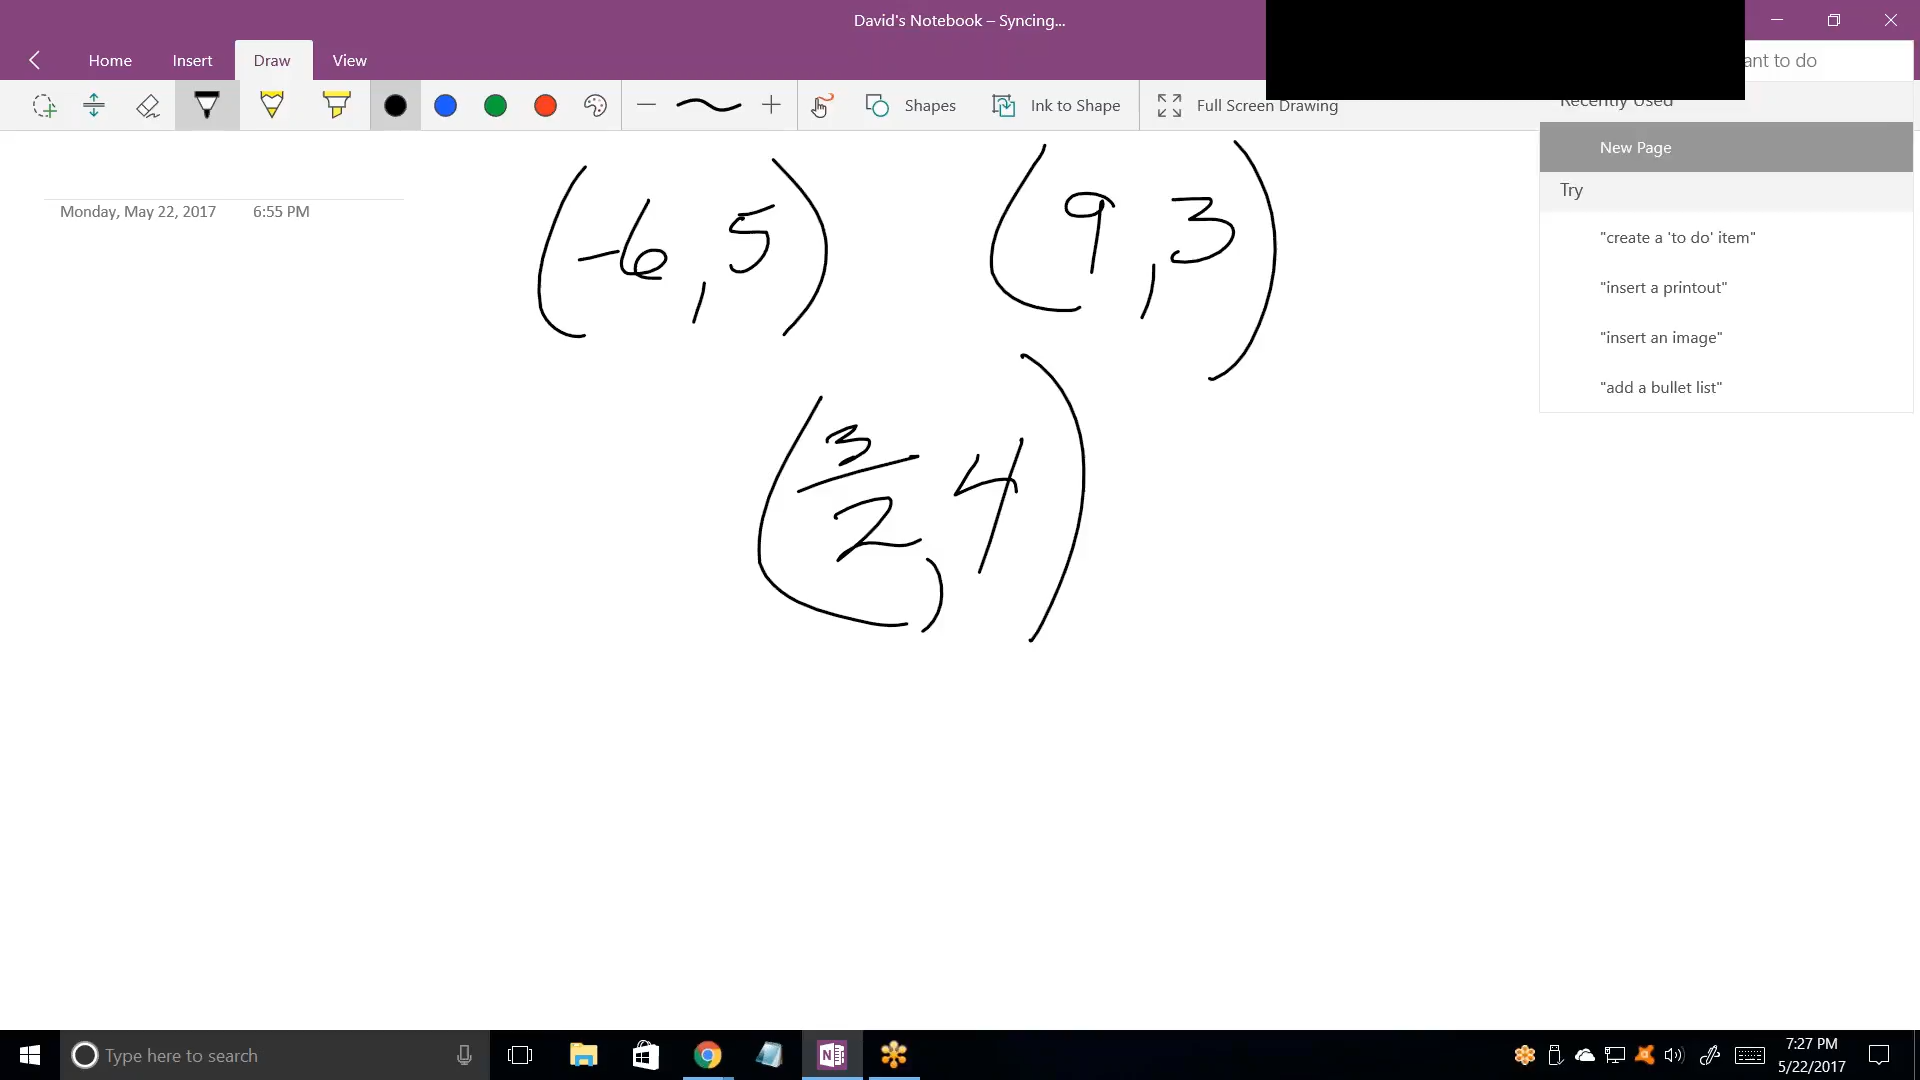 David's Notebook – Syncing...
Home Insert Draw View
ant to do
Shapes Ink to Shape Full Screen Drawing
Recently Used
New Page
Try
"create a 'to do' item"
"insert a printout"
"insert an image"
"add a bullet list"
Monday, May 22, 2017 6:55 PM
(-6, 5) (9, 3)
(3/2, 4)
Type here to search
N
7:27 PM
5/22/2017